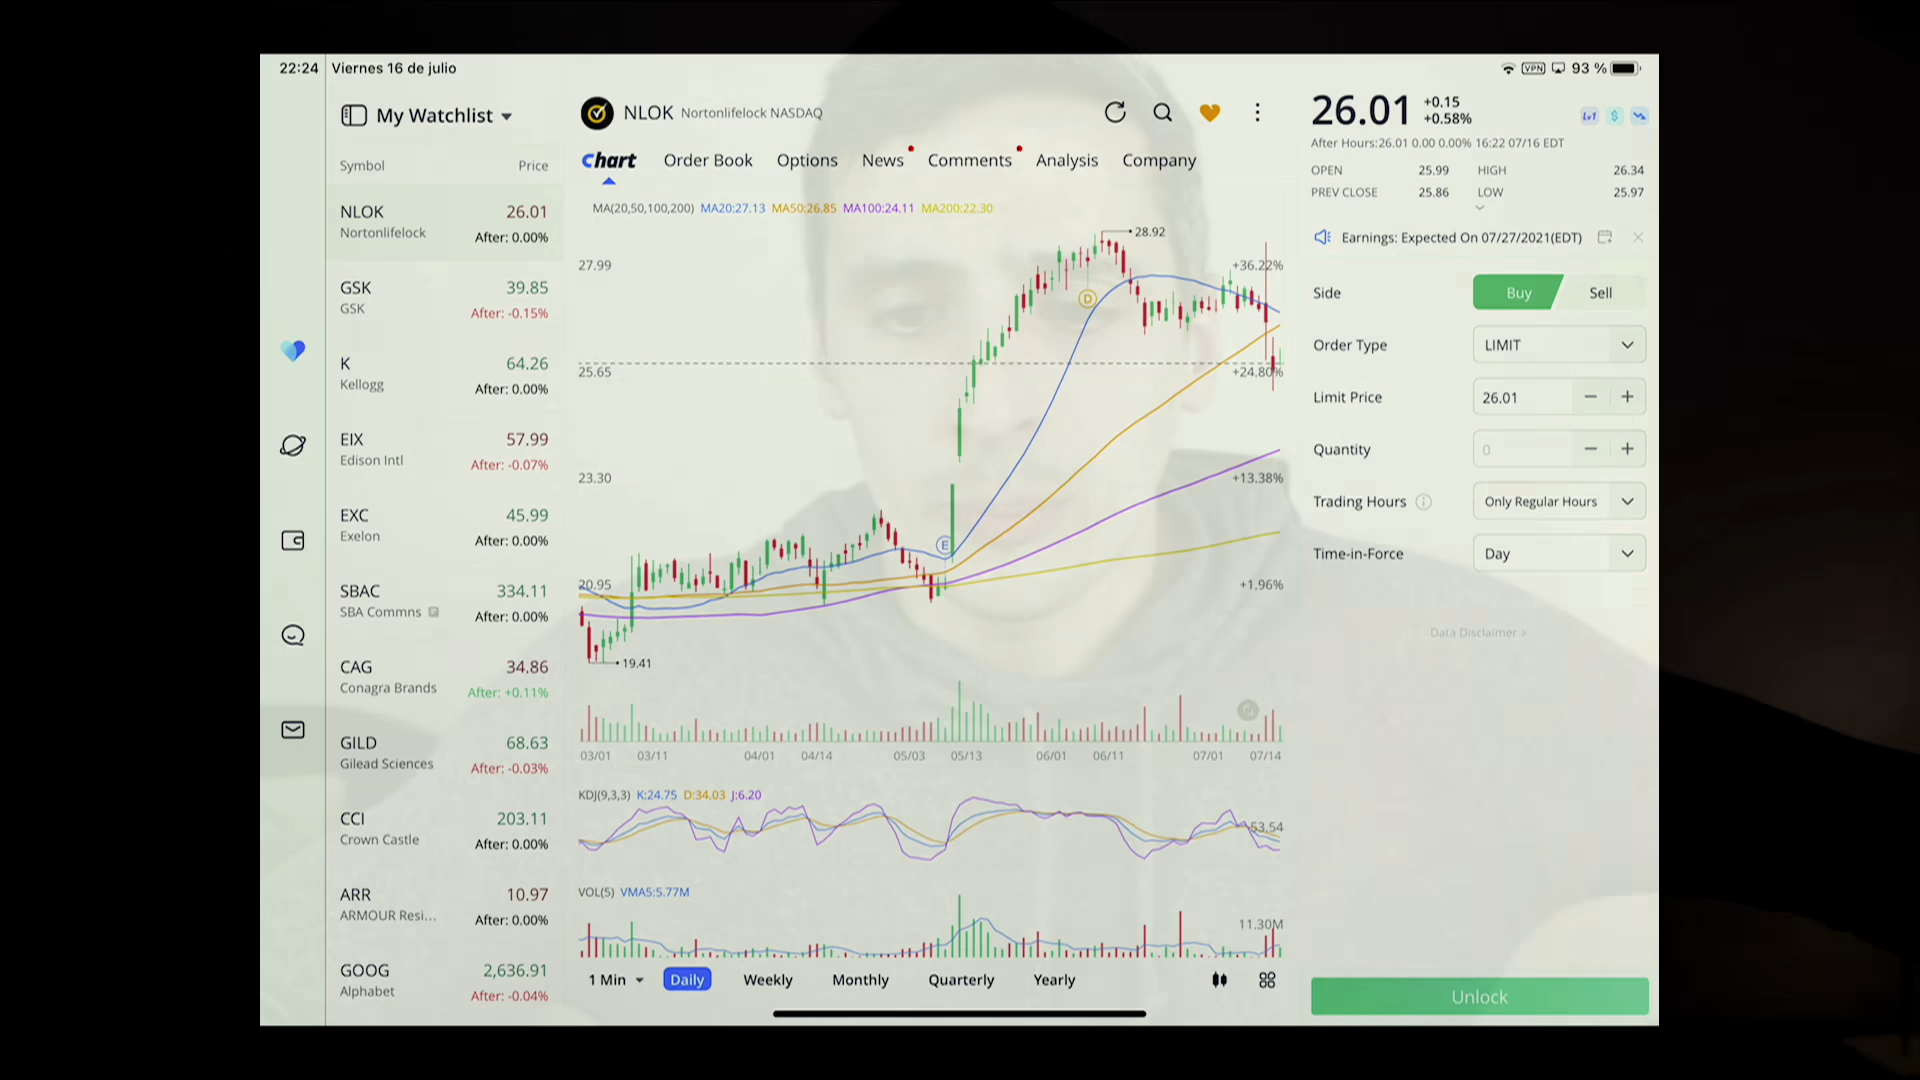 22:24 Viernes 16 de julio
VPN 93 %
My Watchlist
Symbol Price
NLOK 26.01
Nortonlifelock After: 0.00%
GSK 39.85
GSK After: -0.15%
K 64.26
Kellogg After: 0.00%
EIX 57.99
Edison Intl After: -0.07%
EXC 45.99
Exelon After: 0.00%
SBAC 334.11
SBA Commns After: 0.00%
CAG 34.86
Conagra Brands After: +0.11%
GILD 68.63
Gilead Sciences After: -0.03%
CCI 203.11
Crown Castle After: 0.00%
ARR 10.97
ARMOUR Resi... After: 0.00%
GOOG 2,636.91
Alphabet After: -0.04%
NLOK Nortonlifelock NASDAQ
Chart Order Book Options News Comments Analysis Company
MA(20,50,100,200) MA20:27.13 MA50:26.85 MA100:24.11 MA200:22.30
28.92
27.99 +36.22%
D
25.65 +24.80%
23.30 +13.38%
E
20.95 +1.96%
19.41
03/01 03/11 04/01 04/14 05/03 05/13 06/01 06/11 07/01 07/14
KDJ(9,3,3) K:24.75 D:34.03 J:6.20
53.54
VOL(5) VMA5:5.77M
11.30M
1 Min Daily Weekly Monthly Quarterly Yearly
26.01 +0.15
+0.58%
Lv1 $
After Hours:26.01 0.00 0.00% 16:22 07/16 EDT
OPEN 25.99 HIGH 26.34
PREV CLOSE 25.86 LOW 25.97
Earnings: Expected On 07/27/2021(EDT)
Side Buy Sell
Order Type LIMIT
Limit Price 26.01
Quantity 0
Trading Hours Only Regular Hours
Time-in-Force Day
Data Disclaimer >
Unlock